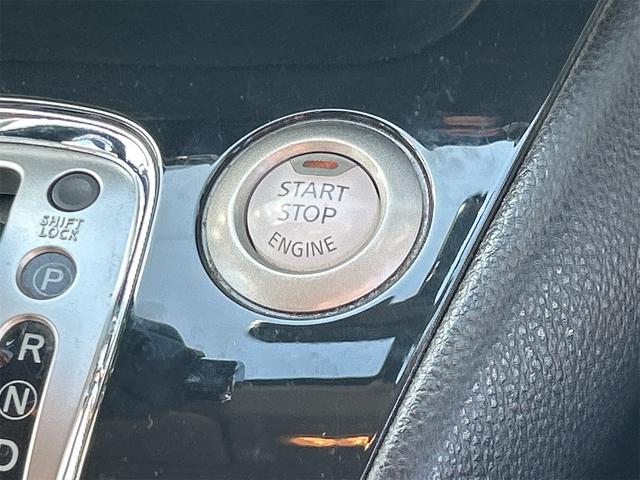 START
STOP
ENGINE
SHIFT
LOCK
P
R
N
D